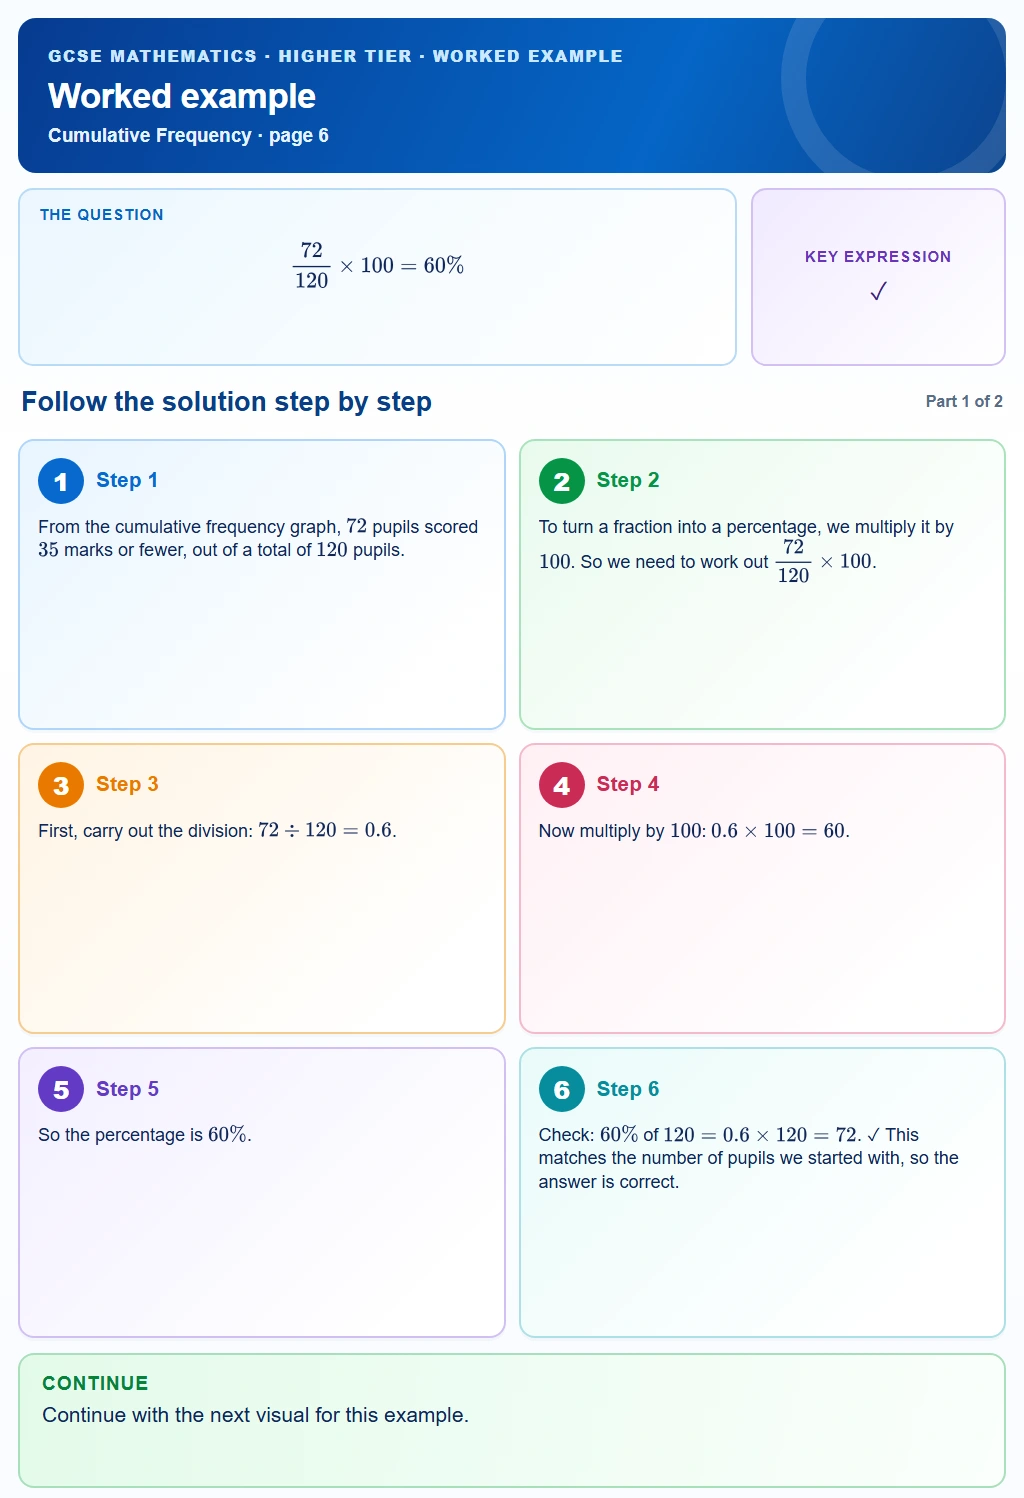 GCSE MATHEMATICS · HIGHER TIER · WORKED EXAMPLE
Worked example
Cumulative Frequency · page 6
THE QUESTION
72/120 × 100 = 60%
KEY EXPRESSION
✓
Follow the solution step by step
Part 1 of 2
1 Step 1
From the cumulative frequency graph, 72 pupils scored
35 marks or fewer, out of a total of 120 pupils.
2 Step 2
To turn a fraction into a percentage, we multiply it by
100. So we need to work out 72/120 × 100.
3 Step 3
First, carry out the division: 72 ÷ 120 = 0.6.
4 Step 4
Now multiply by 100: 0.6 × 100 = 60.
5 Step 5
So the percentage is 60%.
6 Step 6
Check: 60% of 120 = 0.6 × 120 = 72. ✓ This
matches the number of pupils we started with, so the
answer is correct.
CONTINUE
Continue with the next visual for this example.